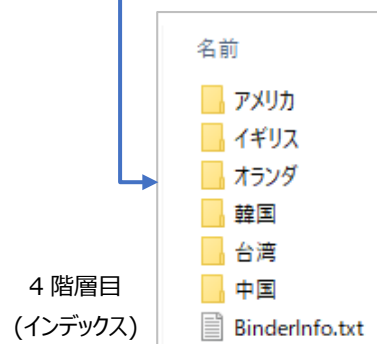 名前
アメリカ
イギリス
オランダ
韓国
台湾
中国
BinderInfo.txt
4 階層目
(インデックス)